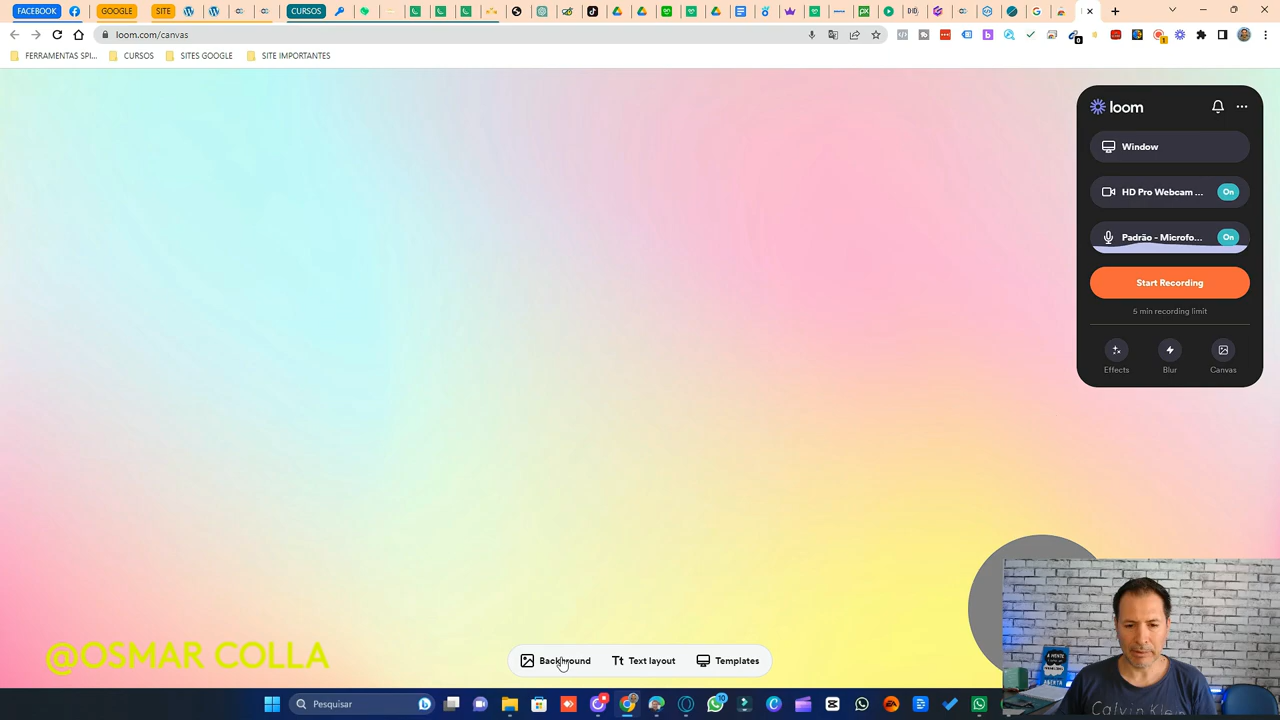 FACEBOOK GOOGLE SITE CURSOS
loom.com/canvas
FERRAMENTAS SPI... CURSOS SITES GOOGLE SITE IMPORTANTES
loom
Window
HD Pro Webcam ... On
Padrão - Microfo... On
Start Recording
5 min recording limit
Effects Blur Canvas
@OSMAR COLLA
Background Tt Text layout Templates
A MENTE
Calvin Klein
Pesquisar